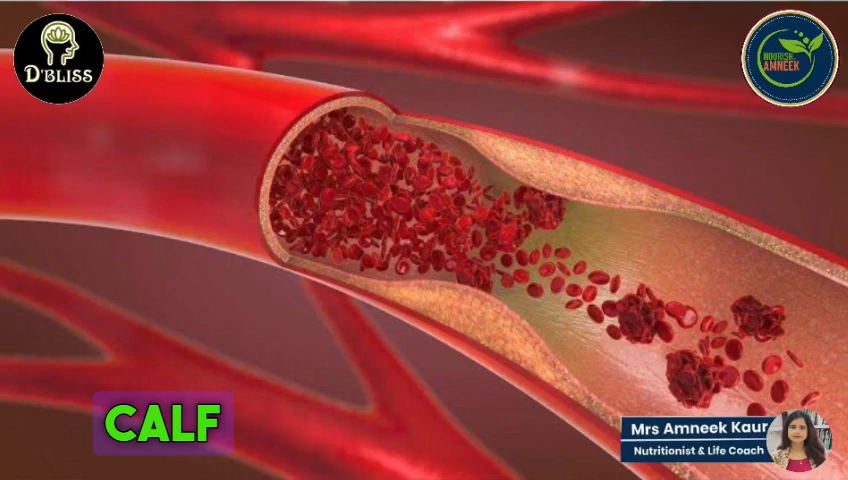 D'BLISS
NOURISH
AMNEEK
CALF
Mrs Amneek Kaur
Nutritionist & Life Coach